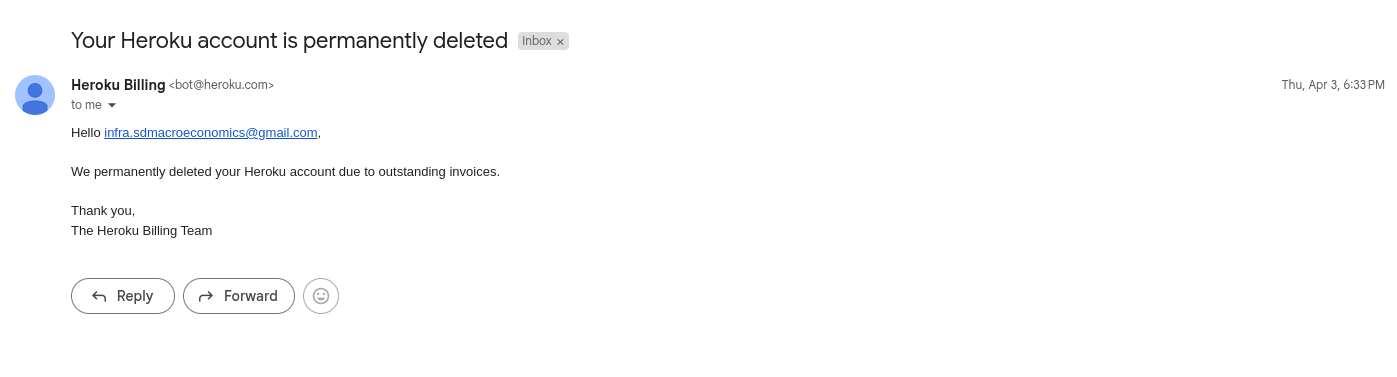 Your Heroku account is permanently deleted Inbox ×
Heroku Billing <bot@heroku.com> Thu, Apr 3, 6:33 PM
to me
Hello infra.sdmacroeconomics@gmail.com,
We permanently deleted your Heroku account due to outstanding invoices.
Thank you,
The Heroku Billing Team
Reply Forward